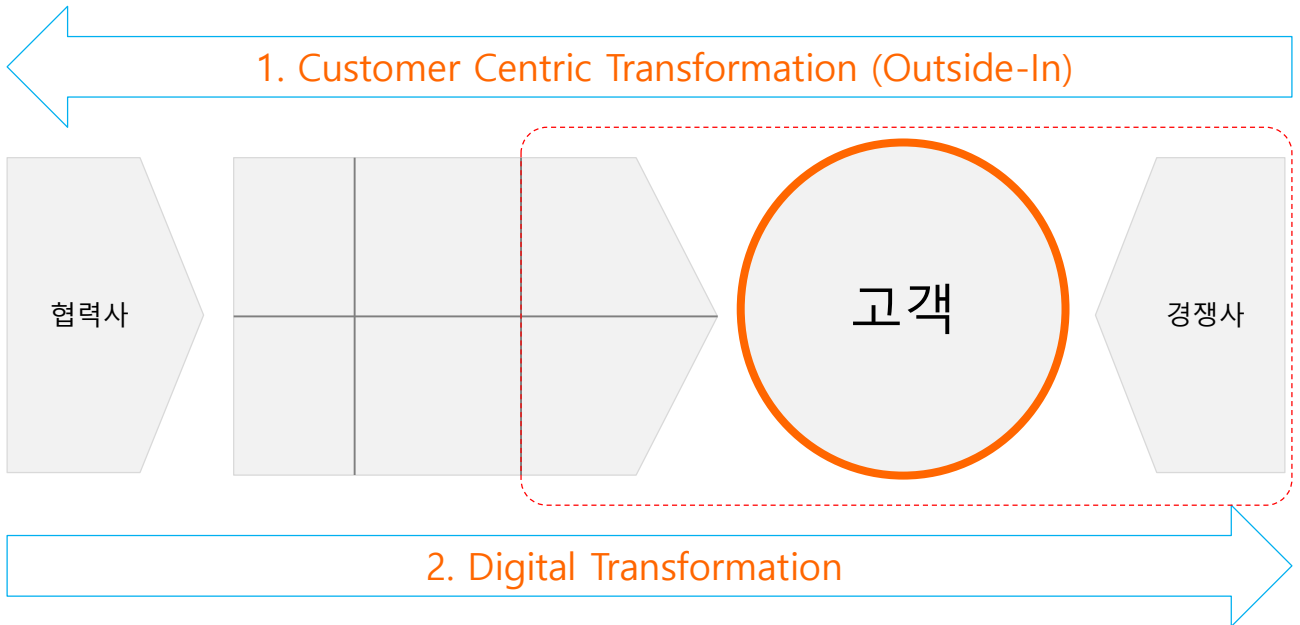 1. Customer Centric Transformation (Outside-In)
협력사
고객
경쟁사
2. Digital Transformation